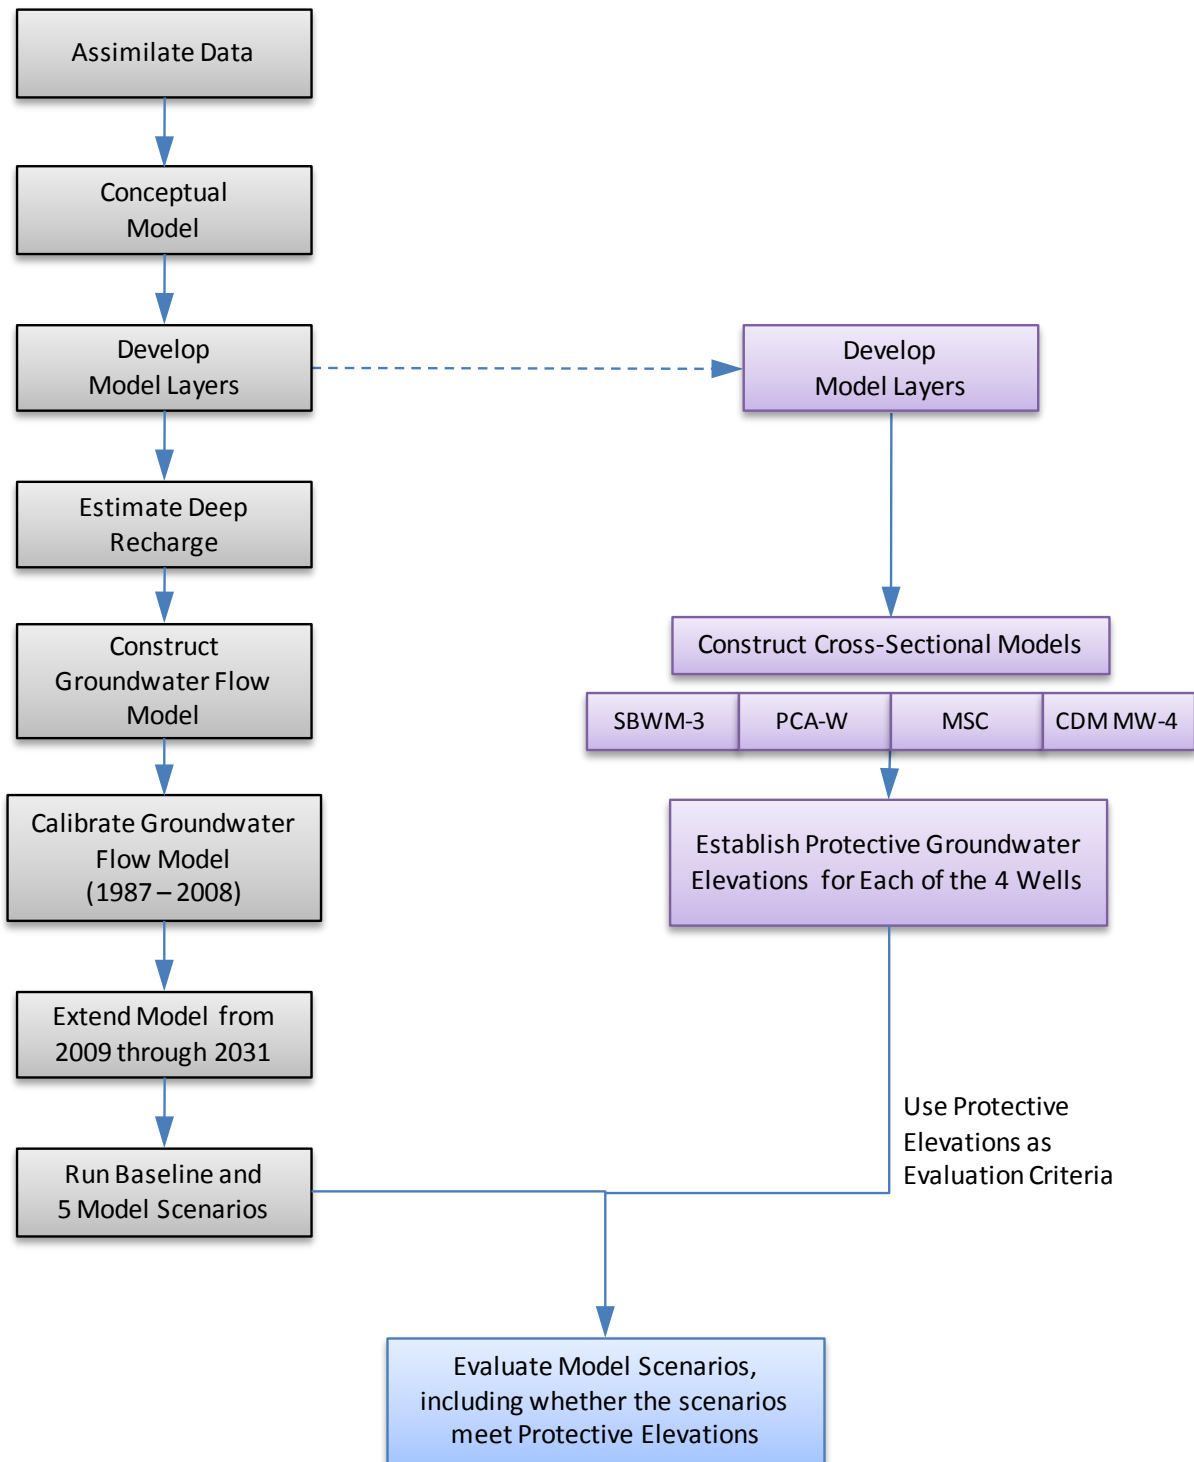 Assimilate Data
Conceptual
Model
Develop
Model Layers
Estimate Deep
Recharge
Construct
Groundwater Flow
Model
Calibrate Groundwater
Flow Model
(1987 – 2008)
Extend Model from
2009 through 2031
Run Baseline and
5 Model Scenarios
Develop
Model Layers
Construct Cross-Sectional Models
SBWM-3 PCA-W MSC CDM MW-4
Establish Protective Groundwater
Elevations for Each of the 4 Wells
Use Protective
Elevations as
Evaluation Criteria
Evaluate Model Scenarios,
including whether the scenarios
meet Protective Elevations